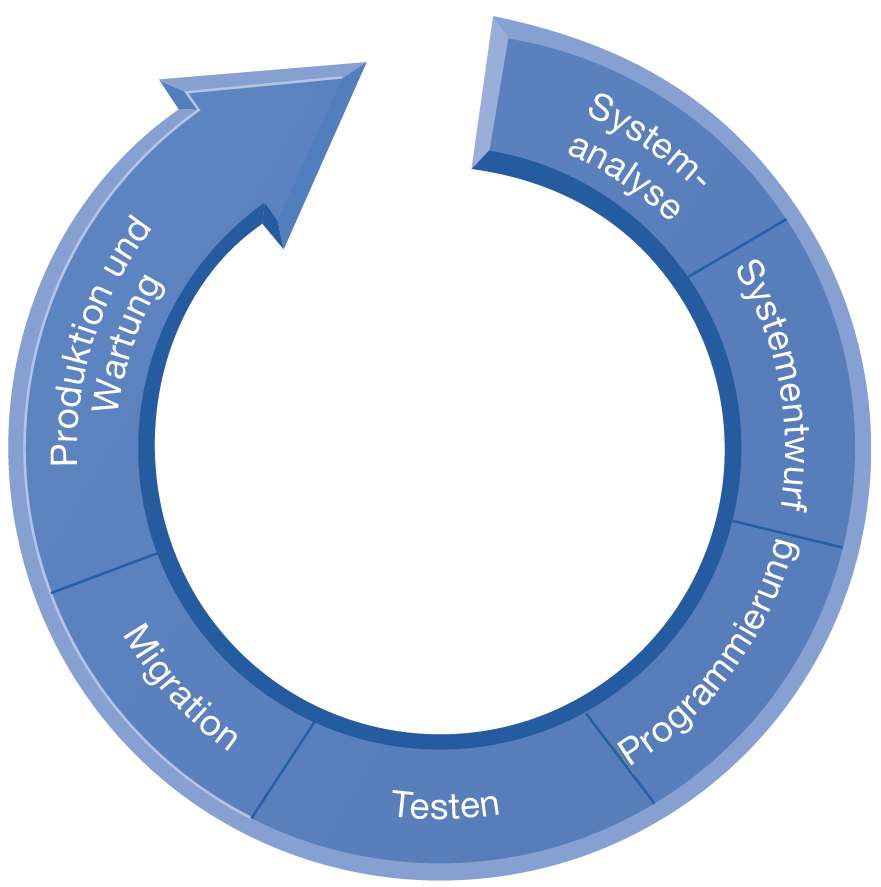 System-
analyse
Systementwurf
Programmierung
Testen
Migration
Produktion und
Wartung